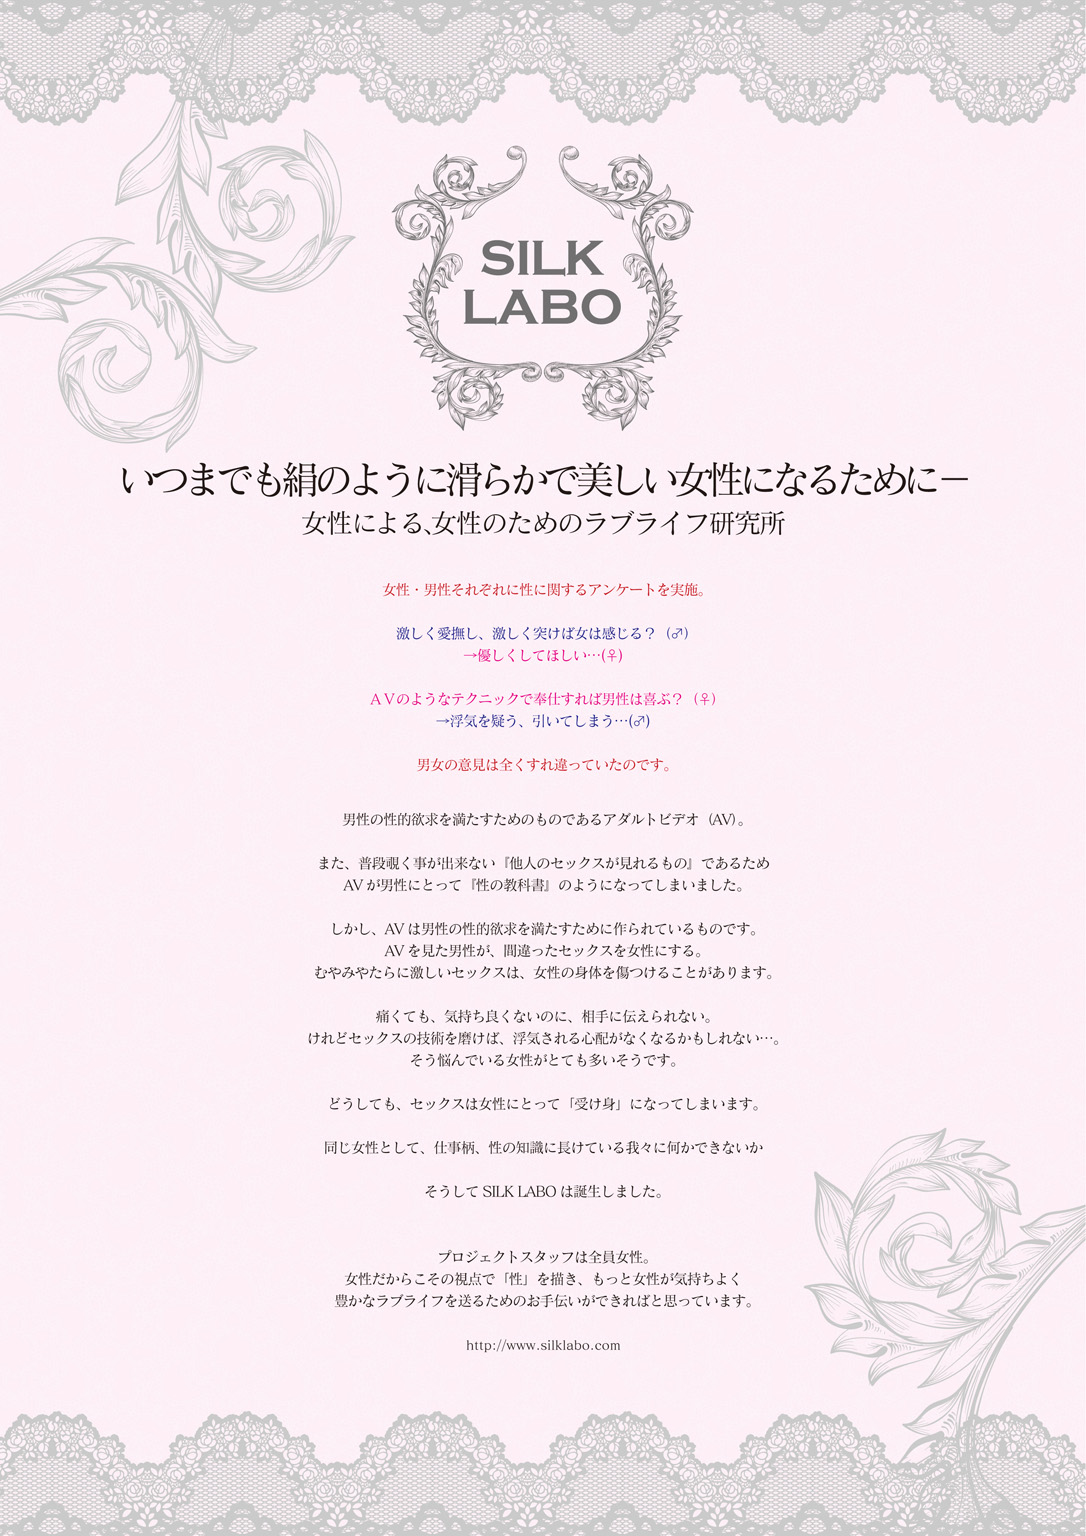 SILK
LABO
いつまでも絹のように滑らかで美しい女性になるために－
女性による、女性のためのラブライフ研究所
女性・男性それぞれに性に関するアンケートを実施。
激しく愛撫し、激しく突けば女は感じる？（♂）
→優しくしてほしい…(♀)
ＡＶのようなテクニックで奉仕すれば男性は喜ぶ？（♀）
→浮気を疑う、引いてしまう…(♂)
男女の意見は全くすれ違っていたのです。
男性の性的欲求を満たすためのものであるアダルトビデオ（AV）。
また、普段覗く事が出来ない『他人のセックスが見れるもの』であるため
AVが男性にとって『性の教科書』のようになってしまいました。
しかし、AVは男性の性的欲求を満たすために作られているものです。
AVを見た男性が、間違ったセックスを女性にする。
むやみやたらに激しいセックスは、女性の身体を傷つけることがあります。
痛くても、気持ち良くないのに、相手に伝えられない。
けれどセックスの技術を磨けば、浮気される心配がなくなるかもしれない…。
そう悩んでいる女性がとても多いそうです。
どうしても、セックスは女性にとって「受け身」になってしまいます。
同じ女性として、仕事柄、性の知識に長けている我々に何かできないか
そうして SILK LABO は誕生しました。
プロジェクトスタッフは全員女性。
女性だからこその視点で「性」を描き、もっと女性が気持ちよく
豊かなラブライフを送るためのお手伝いができればと思っています。
http://www.silklabo.com